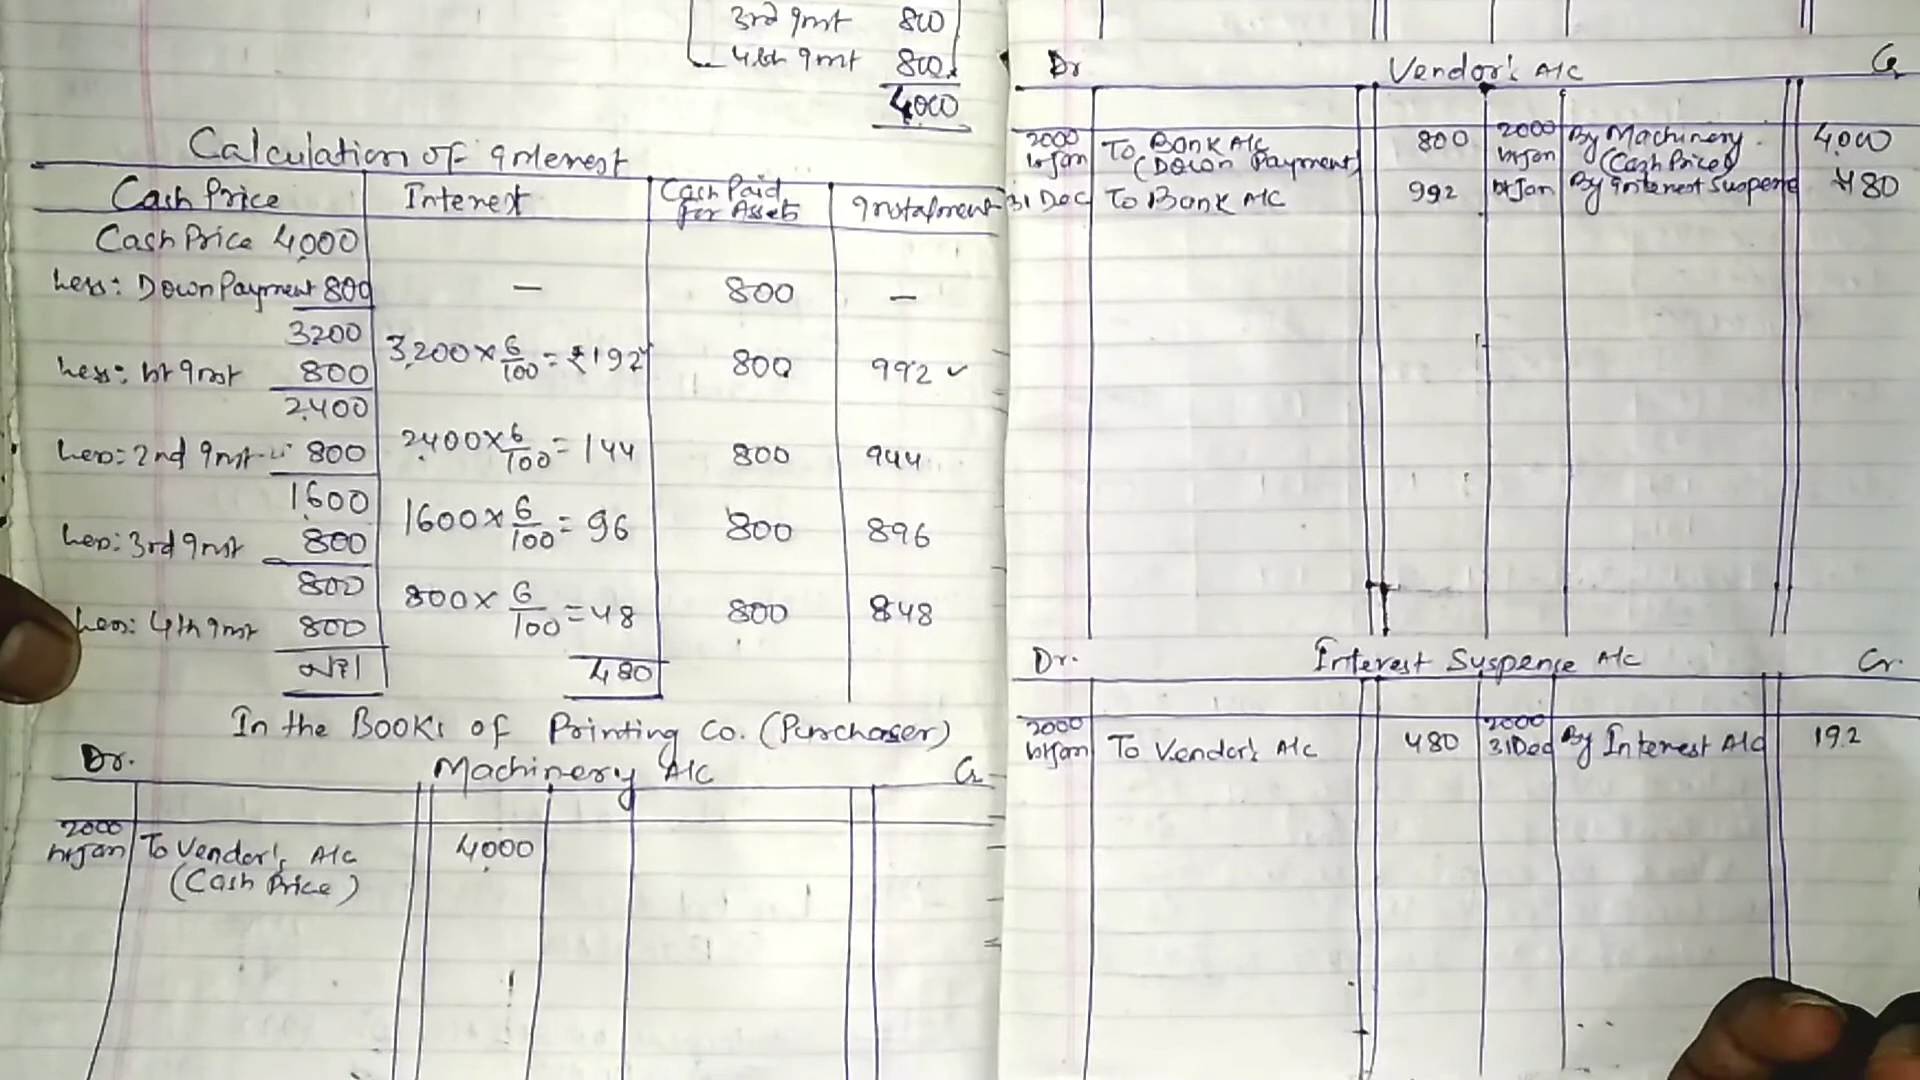 3rd Inst 800
4th Inst 800
4000
Calculation of Interest
Cash Price Interest Cash Paid for Assets Instalment
Cash Price 4000
Less: Down Payment 800 — 800 —
3200
3200 × 6/100 = ₹192
Less: 1st Inst 800 800 992 ✓
2400
Less: 2nd Inst 800 2400 × 6/100 = 144 800 944
1600
1600 × 6/100 = 96
Less: 3rd Inst 800 800 896
800
800 × 6/100 = 48
Less: 4th Inst 800 800 848
Nil 480
In the Books of Printing Co. (Purchaser)
Dr. Machinery A/c Cr
2000
1st Jan To Vendor's A/c 4000
(Cash Price)
Dr Vendor's A/c Cr
2000 1st Jan To Bank A/c 800 2000 1st Jan By Machinery 4000
(Down Payment) (Cash Price)
31 Dec To Bank A/c 992 1st Jan By Interest Suspense 480
Dr. Interest Suspense A/c Cr.
2000 2000
1st Jan To Vendor's A/c 480 31 Dec By Interest A/c 192